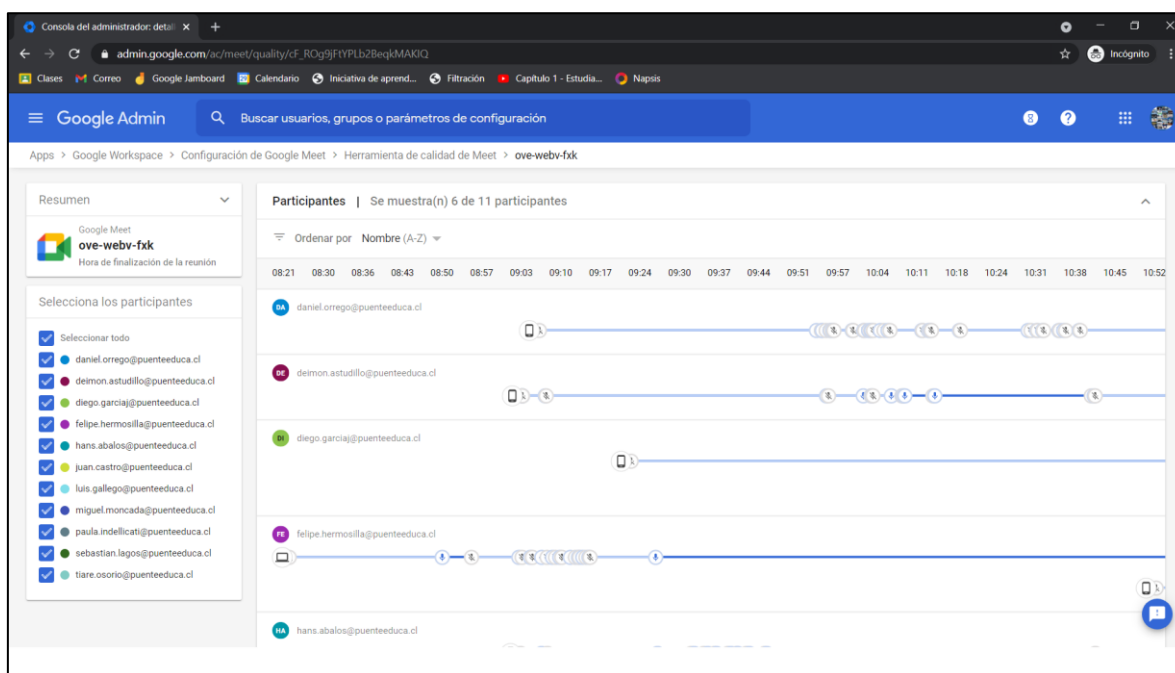 Consola del administrador: detal
admin.google.com/ac/meet/quality/cF_ROg9jFtYPLb2BeqkMAKIQ
Incógnito
Clases Correo Google Jamboard Calendario Iniciativa de aprend... Filtración Capítulo 1 - Estudia... Napsis
Google Admin
Buscar usuarios, grupos o parámetros de configuración
Apps > Google Workspace > Configuración de Google Meet > Herramienta de calidad de Meet > ove-webv-fxk
Resumen
Google Meet
ove-webv-fxk
Hora de finalización de la reunión
Selecciona los participantes
Seleccionar todo
daniel.orrego@puenteeduca.cl
deimon.astudillo@puenteeduca.cl
diego.garciaj@puenteeduca.cl
felipe.hermosilla@puenteeduca.cl
hans.abalos@puenteeduca.cl
juan.castro@puenteeduca.cl
luis.gallego@puenteeduca.cl
miguel.moncada@puenteeduca.cl
paula.indellicati@puenteeduca.cl
sebastian.lagos@puenteeduca.cl
tiare.osorio@puenteeduca.cl
Participantes | Se muestra(n) 6 de 11 participantes
Ordenar por Nombre (A-Z)
08:21 08:30 08:36 08:43 08:50 08:57 09:03 09:10 09:17 09:24 09:30 09:37 09:44 09:51 09:57 10:04 10:11 10:18 10:24 10:31 10:38 10:45 10:52
DA daniel.orrego@puenteeduca.cl
DE deimon.astudillo@puenteeduca.cl
DI diego.garciaj@puenteeduca.cl
FE felipe.hermosilla@puenteeduca.cl
HA hans.abalos@puenteeduca.cl